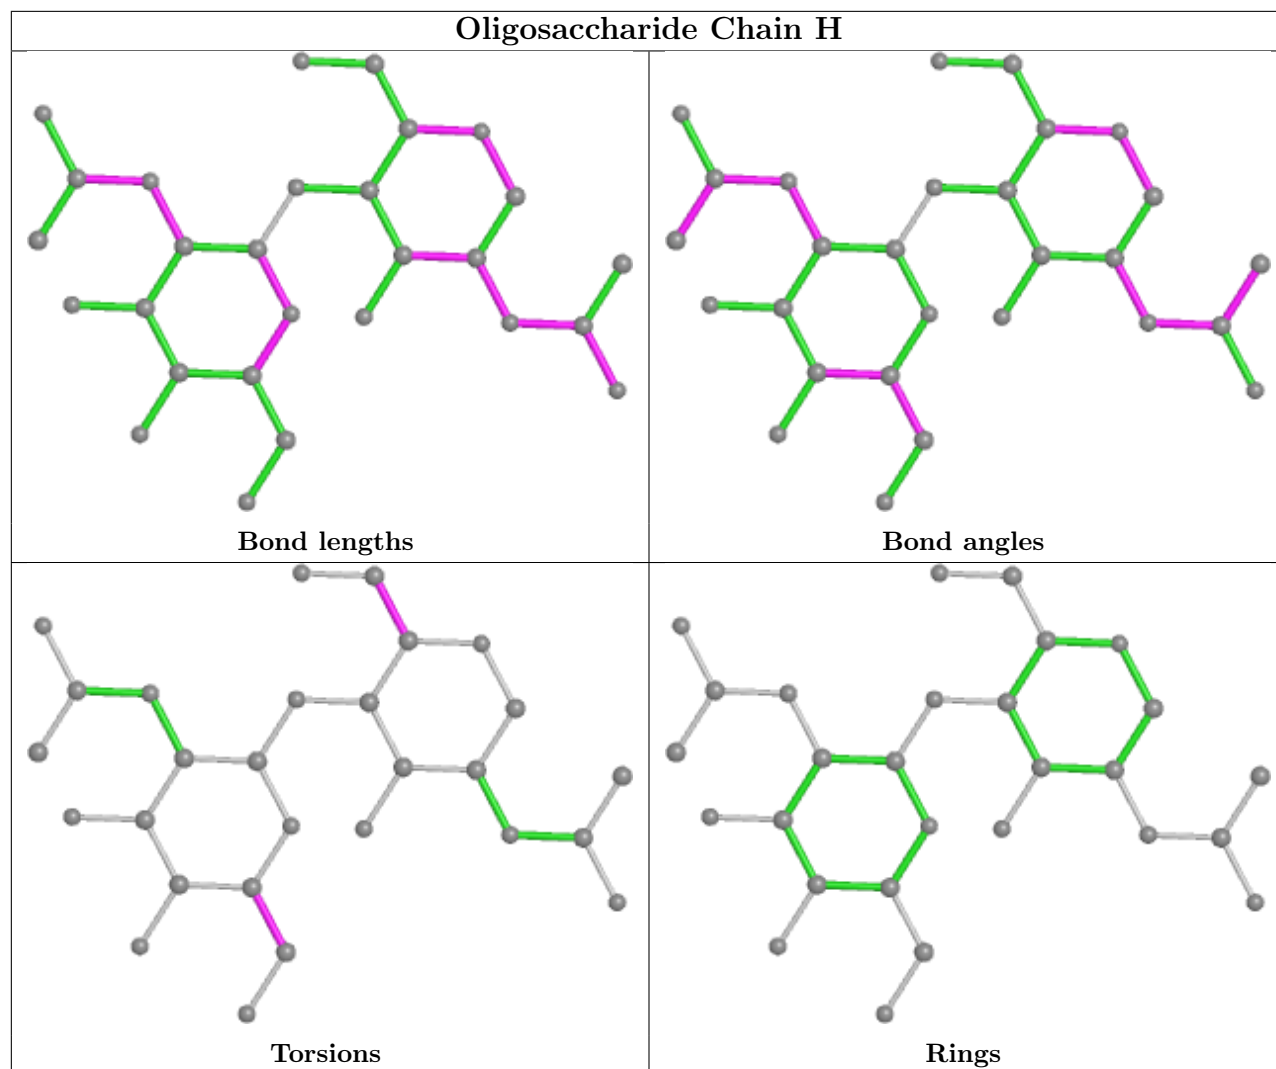 Oligosaccharide Chain H
Bond lengths
Bond angles
Torsions
Rings